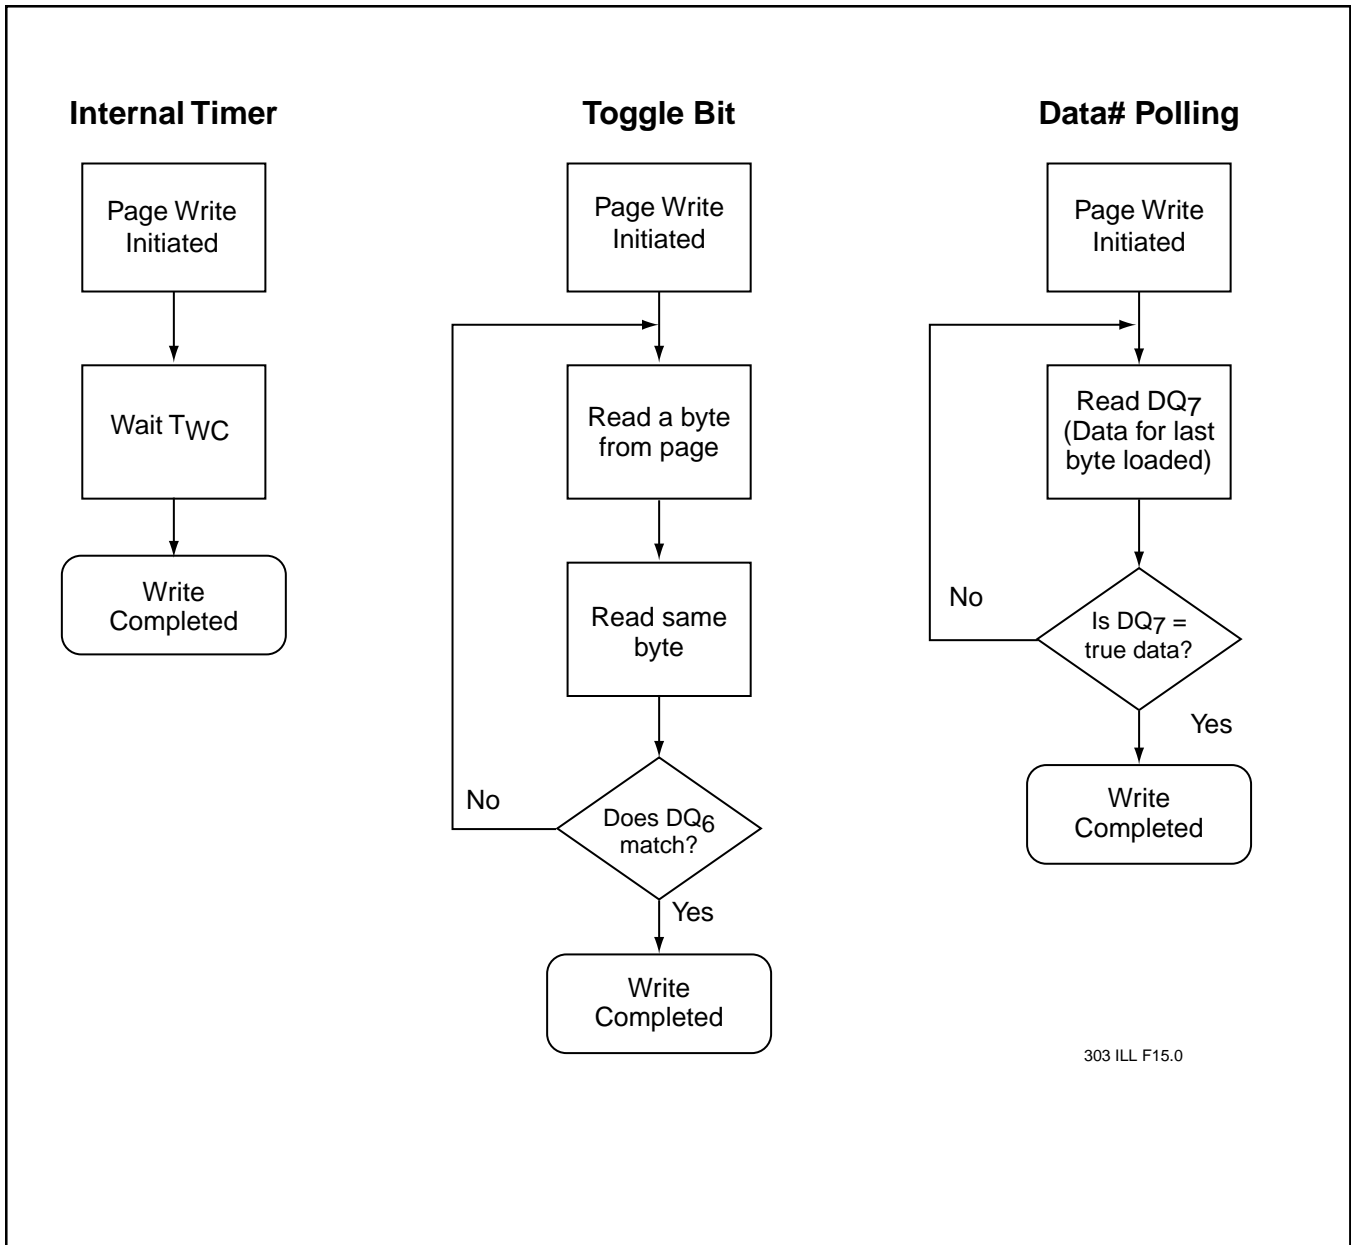 Internal Timer
Page Write
Initiated
Wait TWC
Write
Completed
Toggle Bit
Page Write
Initiated
Read a byte
from page
Read same
byte
No
Does DQ6
match?
Yes
Write
Completed
Data# Polling
Page Write
Initiated
Read DQ7
(Data for last
byte loaded)
No
Is DQ7 =
true data?
Yes
Write
Completed
303 ILL F15.0